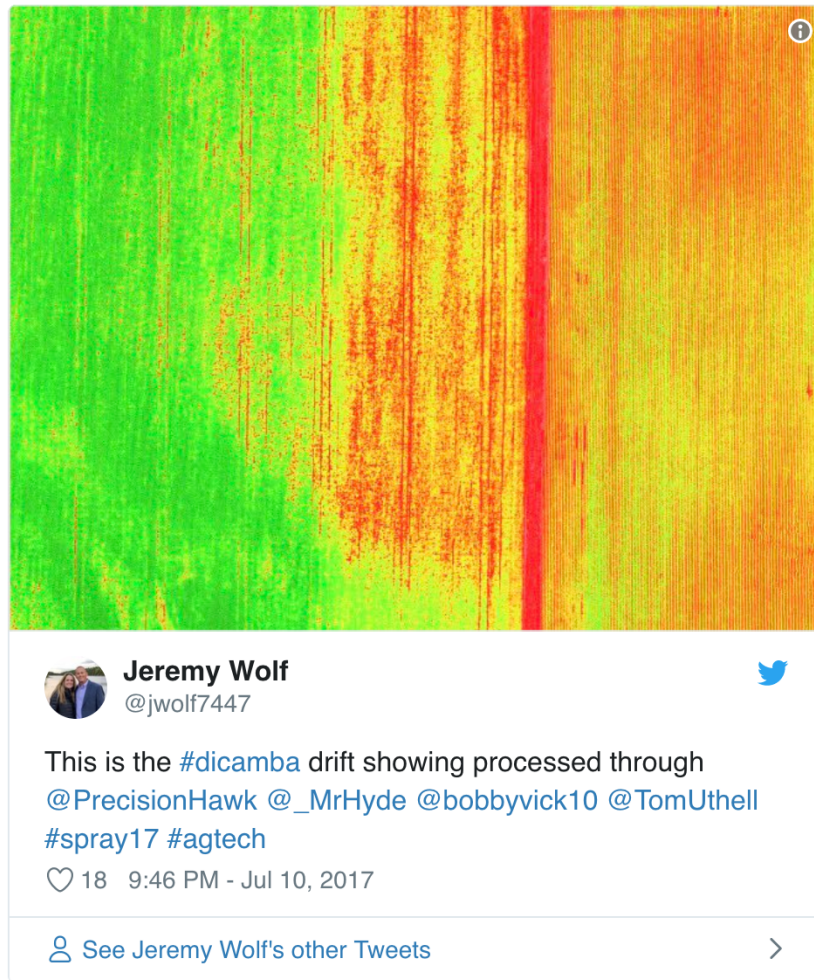 Jeremy Wolf
@jwolf7447
This is the #dicamba drift showing processed through
@PrecisionHawk @_MrHyde @bobbyvick10 @TomUthell
#spray17 #agtech
18 9:46 PM - Jul 10, 2017
See Jeremy Wolf's other Tweets